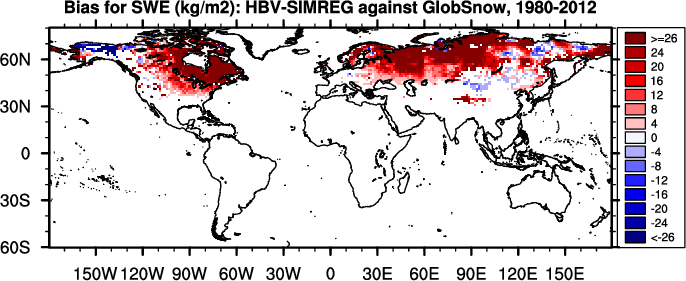 Bias for SWE (kg/m2): HBV-SIMREG against GlobSnow, 1980-2012
60N
30N
0
30S
60S
150W 120W 90W 60W 30W 0 30E 60E 90E 120E 150E
>=26
24
20
16
12
8
4
0
-4
-8
-12
-16
-20
-24
<-26